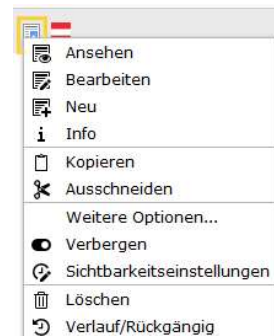 Ansehen
Bearbeiten
Neu
Info
Kopieren
Ausschneiden
Weitere Optionen...
Verbergen
Sichtbarkeitseinstellungen
Löschen
Verlauf/Rückgängig